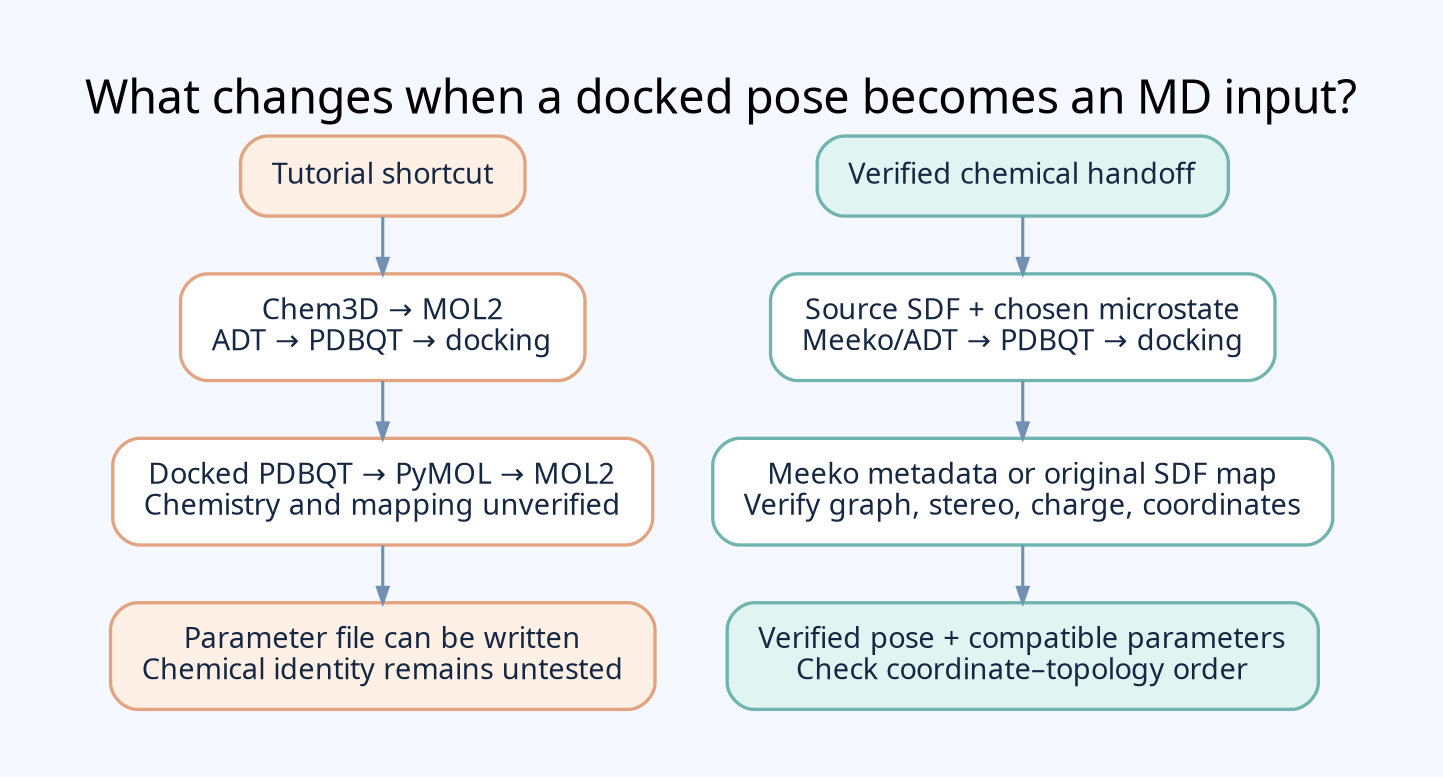 What changes when a docked pose becomes an MD input?
Tutorial shortcut
Chem3D → MOL2
ADT → PDBQT → docking
Docked PDBQT → PyMOL → MOL2
Chemistry and mapping unverified
Parameter file can be written
Chemical identity remains untested
Verified chemical handoff
Source SDF + chosen microstate
Meeko/ADT → PDBQT → docking
Meeko metadata or original SDF map
Verify graph, stereo, charge, coordinates
Verified pose + compatible parameters
Check coordinate–topology order